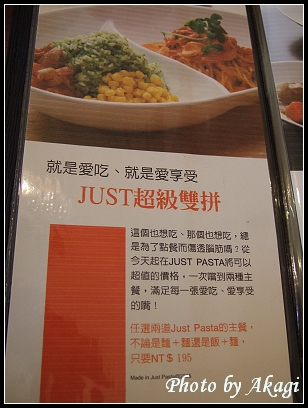 就是愛吃、就是愛享受
JUST超級雙拼
這個也想吃、那個也想吃，總
是為了點餐而傷透腦筋嗎？從
今天起在JUST PASTA將可以
超值的價格，一次嚐到兩種主
餐，滿足每一張愛吃、愛享受
的嘴！
任選兩道Just Pasta的主餐，
不論是麵＋麵還是飯＋麵，
只要NT$ 195
Made in Just Pasta
Photo by Akagi